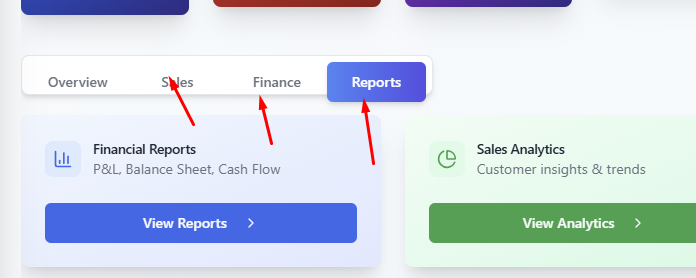 Overview Sales Finance Reports
Financial Reports
P&L, Balance Sheet, Cash Flow
View Reports
Sales Analytics
Customer insights & trends
View Analytics